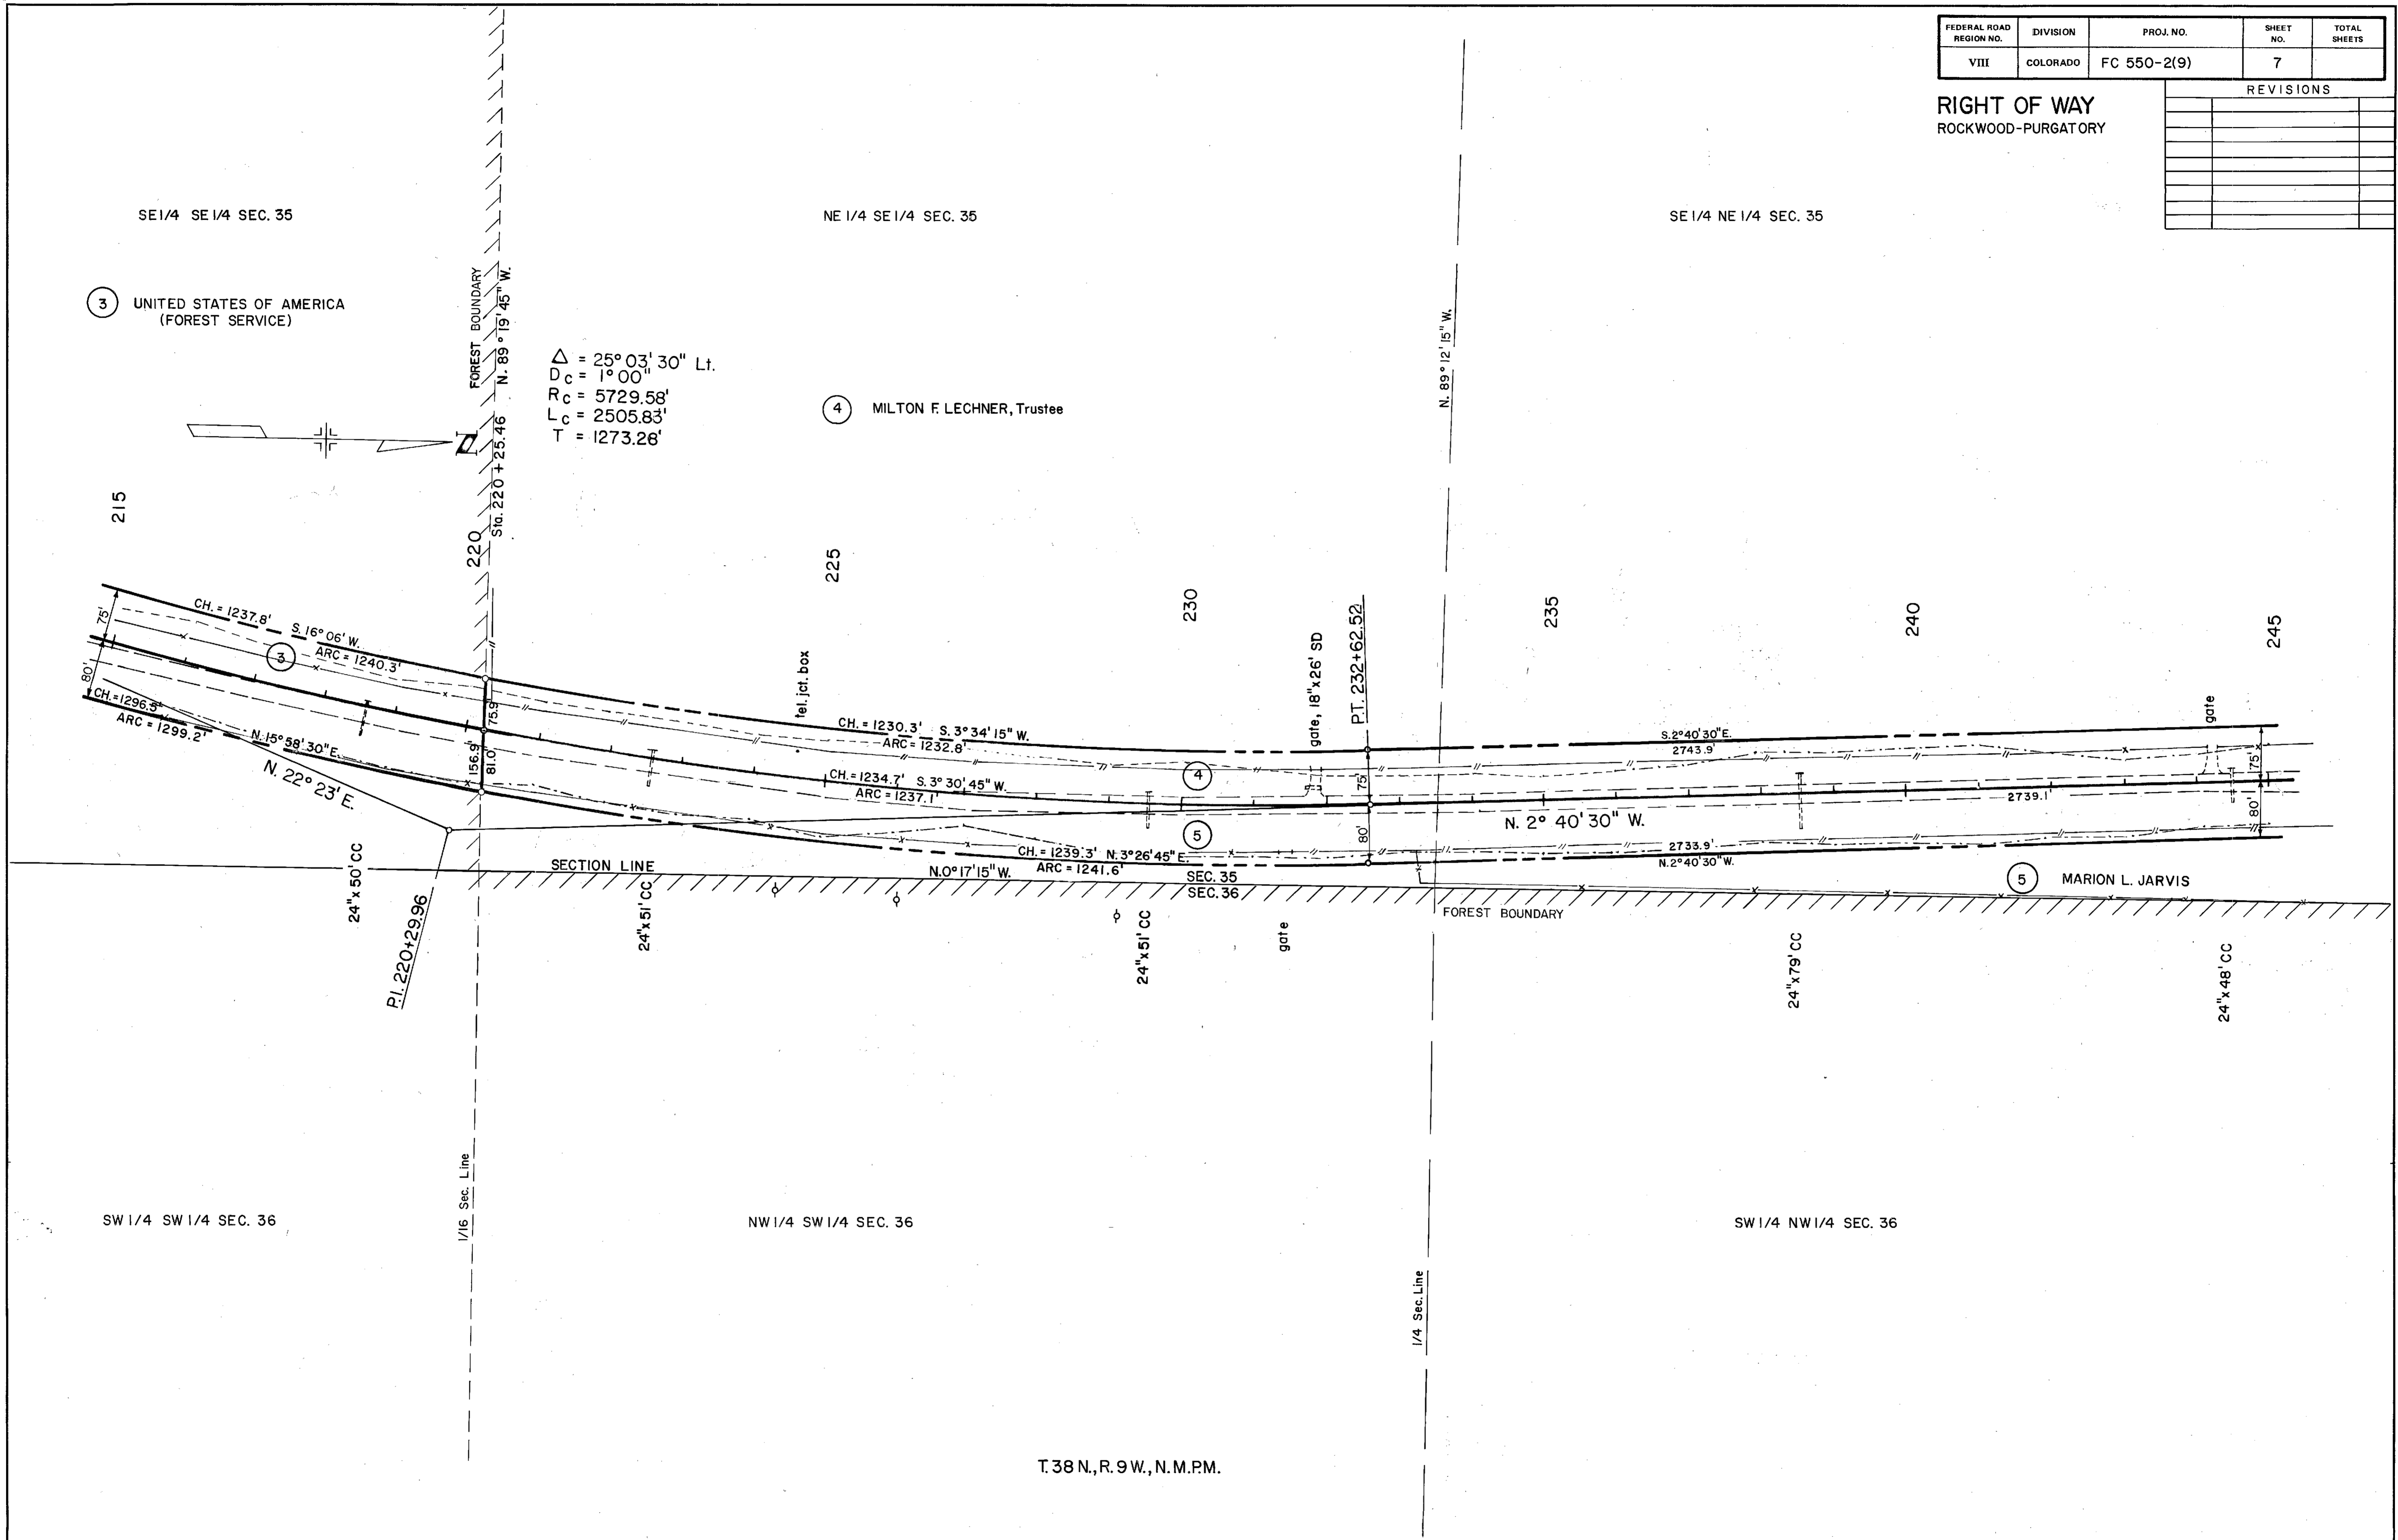 FEDERAL ROAD REGION NO.
DIVISION
PROJ. NO.
SHEET NO.
TOTAL SHEETS
VIII
COLORADO
FC 550-2(9)
7
REVISIONS
RIGHT OF WAY
ROCKWOOD-PURGATORY
SE1/4 SE1/4 SEC. 35
NE 1/4 SE1/4 SEC. 35
SE1/4 NE 1/4 SEC. 35
3 UNITED STATES OF AMERICA
(FOREST SERVICE)
FOREST BOUNDARY
N. 89° 19' 45" W.
Sta. 220 + 25.46
△ = 25° 03' 30" Lt.
Dc = 1° 00"
Rc = 5729.58'
Lc = 2505.83'
T = 1273.28'
4 MILTON F. LECHNER, Trustee
N. 89° 12' 15" W.
N
215
220
225
230
235
240
245
tel. jct. box
gate, 18"x26' SD
P.T. 232+62.52
gate
75'
80'
CH. = 1237.8' S. 16° 06' W.
ARC = 1240.3'
3
CH. = 1296.5'
ARC = 1299.2'
N. 15° 58' 30" E.
N. 22° 23' E.
75.9
156.9
81.0
CH. = 1230.3' S. 3° 34' 15" W.
ARC = 1232.8'
CH. = 1234.7' S. 3° 30' 45" W.
ARC = 1237.1'
4
5
75'
80'
CH. = 1239.3' N. 3° 26' 45" E.
ARC = 1241.6'
S. 2° 40' 30" E.
2743.9'
2739.1'
N. 2° 40' 30" W.
2733.9'
N. 2° 40' 30" W.
75'
80'
SECTION LINE
N. 0° 17' 15" W.
SEC. 35
SEC. 36
FOREST BOUNDARY
5 MARION L. JARVIS
24"x 50' CC
P.I. 220+29.96
24"x 51' CC
24"x 51' CC
gate
24"x 79' CC
24"x 48' CC
1/16 Sec. Line
1/4 Sec. Line
SW 1/4 SW 1/4 SEC. 36
NW 1/4 SW 1/4 SEC. 36
SW 1/4 NW 1/4 SEC. 36
T. 38 N., R. 9 W., N.M.P.M.